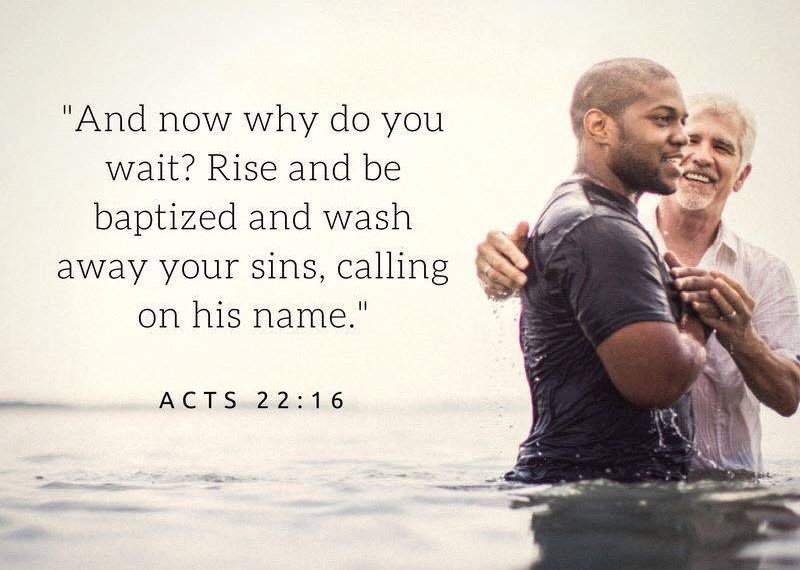 "And now why do you
wait? Rise and be
baptized and wash
away your sins, calling
on his name."
ACTS 22:16